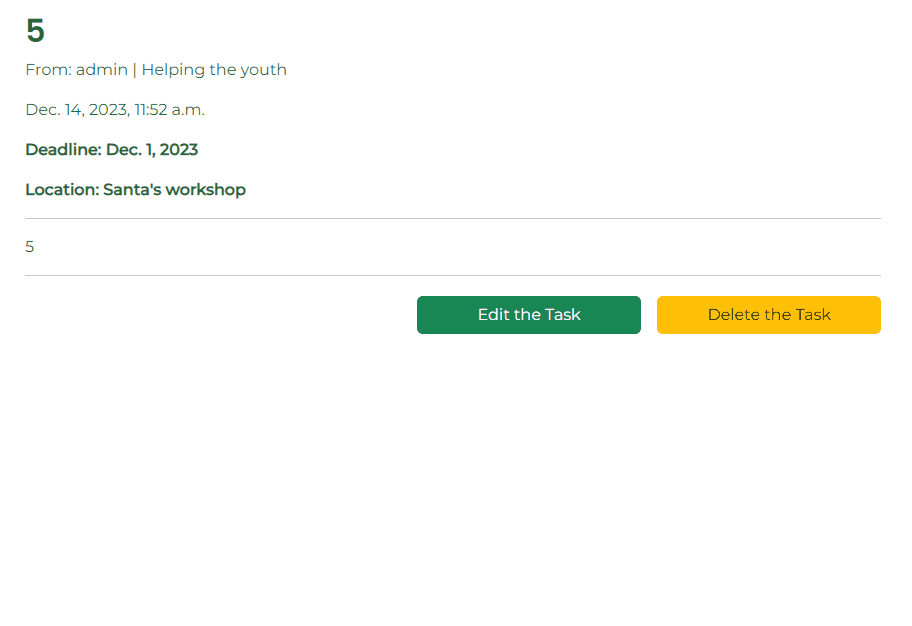 5
From: admin | Helping the youth
Dec. 14, 2023, 11:52 a.m.
Deadline: Dec. 1, 2023
Location: Santa's workshop
5
Edit the Task
Delete the Task